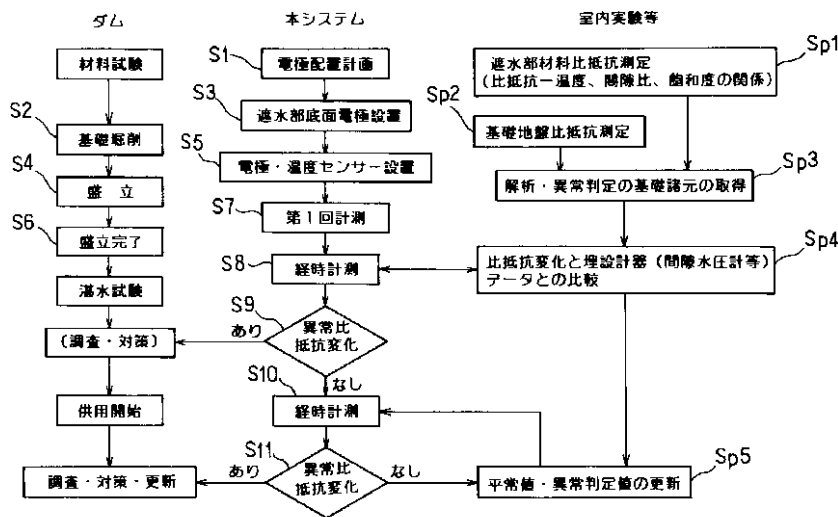 ダム
本システム
室内実験等
材料試験
S1
電極配置計画
Sp1
遮水部材料比抵抗測定
(比抵抗ー温度、間隙比、飽和度の関係)
S2
基礎堀削
S3
遮水部底面電極設置
Sp2
基礎地盤比抵抗測定
S4
盛 立
S5
電極・温度センサー設置
Sp3
解析・異常判定の基礎諸元の取得
S6
盛立完了
S7
第1回計測
湛水試験
S8
経時計測
Sp4
比抵抗変化と埋設計器(間隙水圧計等)
データとの比較
(調査・対策)
あり
S9
異常比
抵抗変化
なし
供用開始
S10
経時計測
調査・対策・更新
あり
S11
異常比
抵抗変化
なし
Sp5
平常値・異常判定値の更新